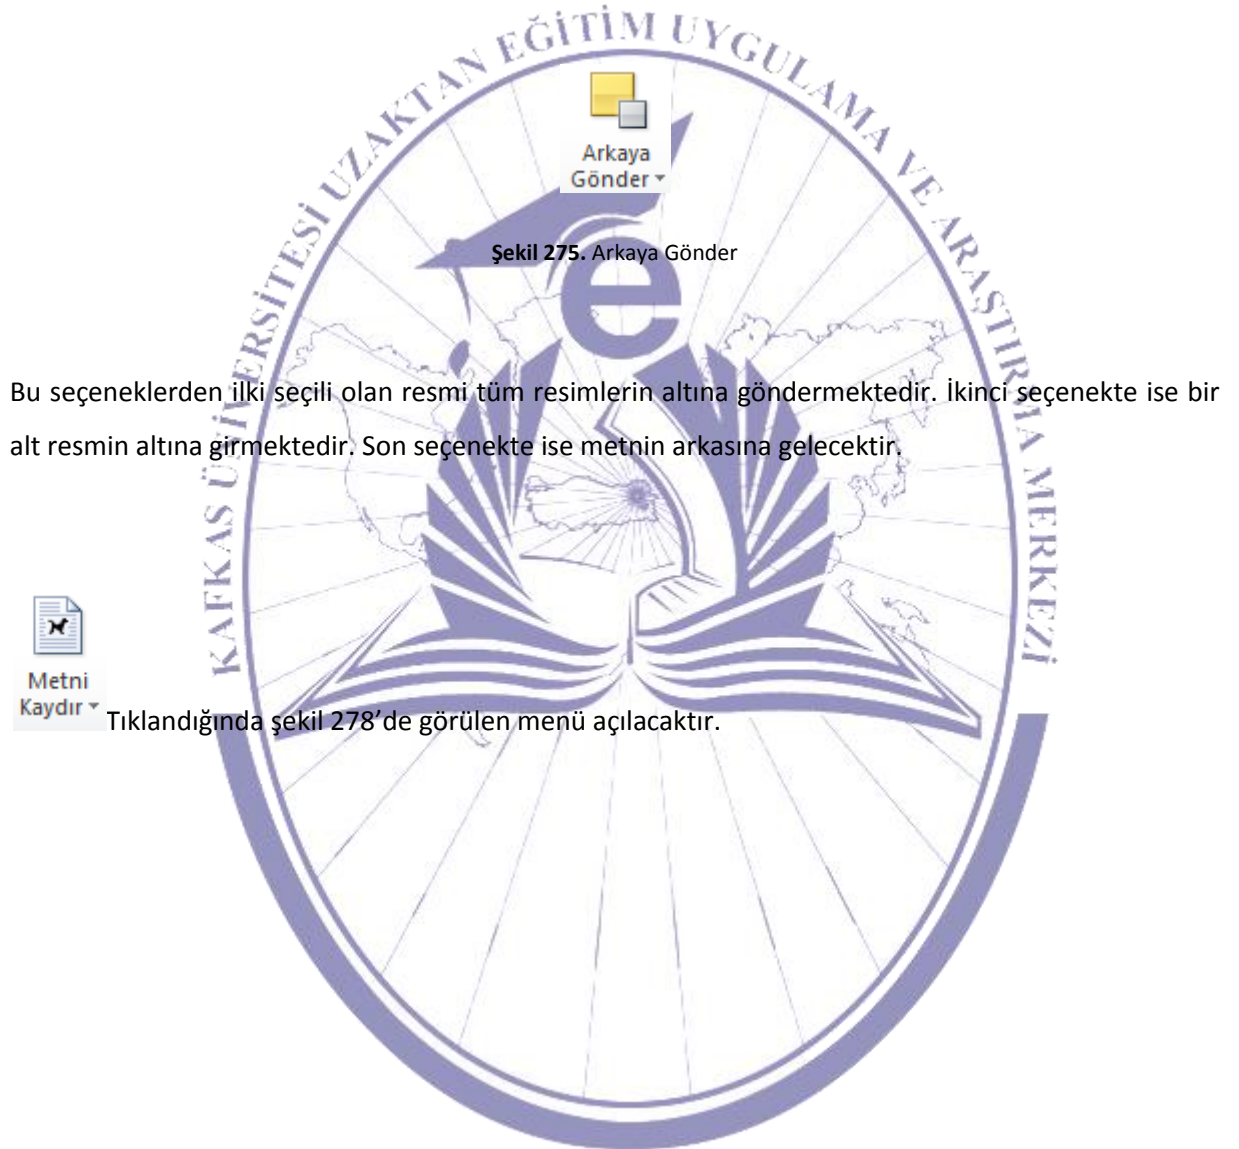 KAFKAS ÜNİVERSİTESİ UZAKTAN EĞİTİM UYGULAMA VE ARAŞTIRMA MERKEZİ
Arkaya
Gönder
Şekil 275. Arkaya Gönder
e
Bu seçeneklerden ilki seçili olan resmi tüm resimlerin altına göndermektedir. İkinci seçenekte ise bir
alt resmin altına girmektedir. Son seçenekte ise metnin arkasına gelecektir.
Metni
Kaydır
Tıklandığında şekil 278’de görülen menü açılacaktır.